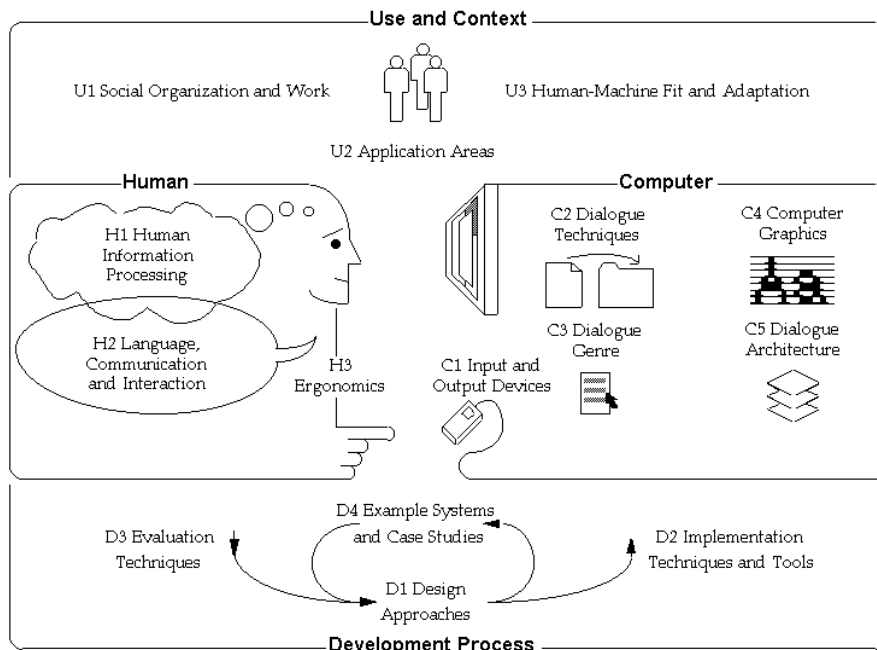 Use and Context
U1 Social Organization and Work
U3 Human-Machine Fit and Adaptation
U2 Application Areas
Human
H1 Human
Information
Processing
H2 Language,
Communication
and Interaction
H3
Ergonomics
Computer
C2 Dialogue
Techniques
C4 Computer
Graphics
C3 Dialogue
Genre
C5 Dialogue
Architecture
C1 Input and
Output Devices
D4 Example Systems
and Case Studies
D3 Evaluation
Techniques
D2 Implementation
Techniques and Tools
D1 Design
Approaches
Development Process